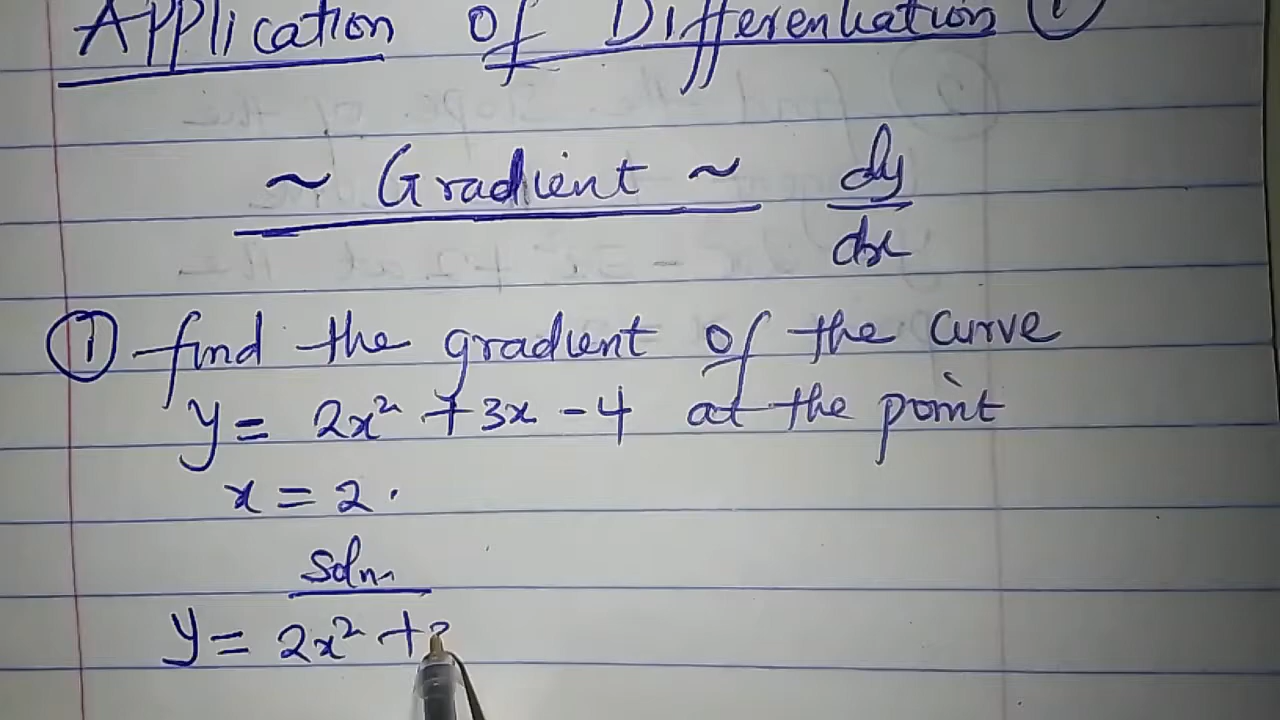 Application of Differentiation ①
~ Gradient ~ dy/dx
① find the gradient of the curve
y = 2x² + 3x - 4 at the point
x = 2.
Soln
y = 2x² +